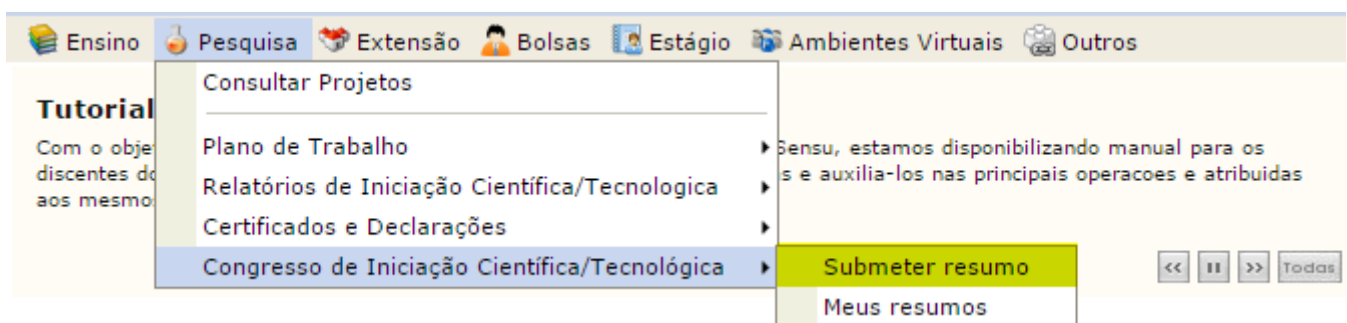 Ensino Pesquisa Extensão Bolsas Estágio Ambientes Virtuais Outros
Consultar Projetos
Tutorial
Com o obje Sensu, estamos disponibilizando manual para os
Plano de Trabalho
discentes do s e auxilia-los nas principais operacoes e atribuidas
Relatórios de Iniciação Científica/Tecnologica
aos mesmo
Certificados e Declarações
Congresso de Iniciação Científica/Tecnológica
Submeter resumo
<< II >> Todas
Meus resumos